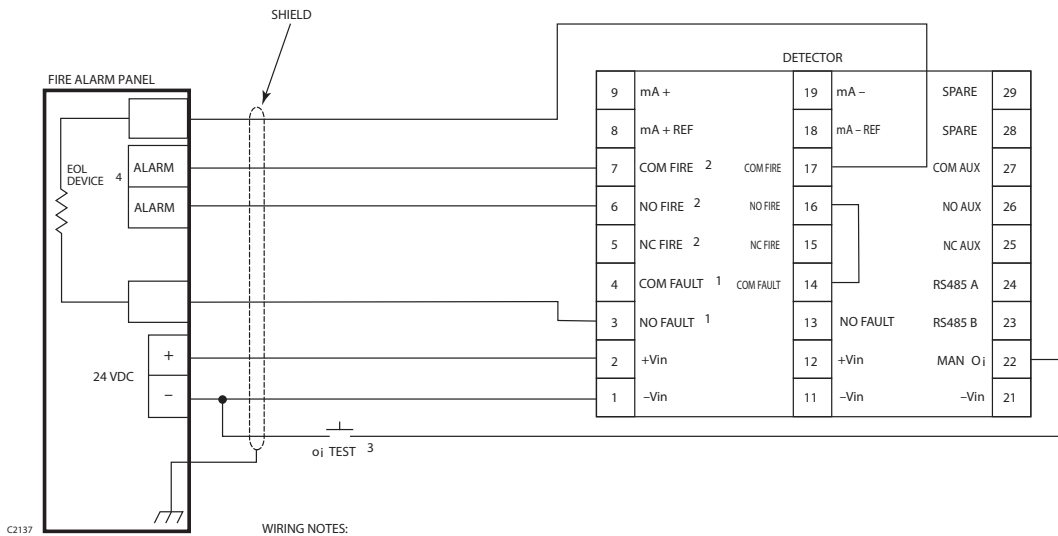 SHIELD
FIRE ALARM PANEL
DETECTOR
9 mA + 19 mA – SPARE 29
8 mA + REF 18 mA – REF SPARE 28
EOL
DEVICE 4
ALARM
7 COM FIRE 2 COM FIRE 17 COM AUX 27
ALARM
6 NO FIRE 2 NO FIRE 16 NO AUX 26
5 NC FIRE 2 NC FIRE 15 NC AUX 25
4 COM FAULT 1 COM FAULT 14 RS485 A 24
3 NO FAULT 1 13 NO FAULT RS485 B 23
24 VDC
+
2 +Vin 12 +Vin MAN Oi 22
–
1 –Vin 11 –Vin –Vin 21
oi TEST 3
C2137
WIRING NOTES: